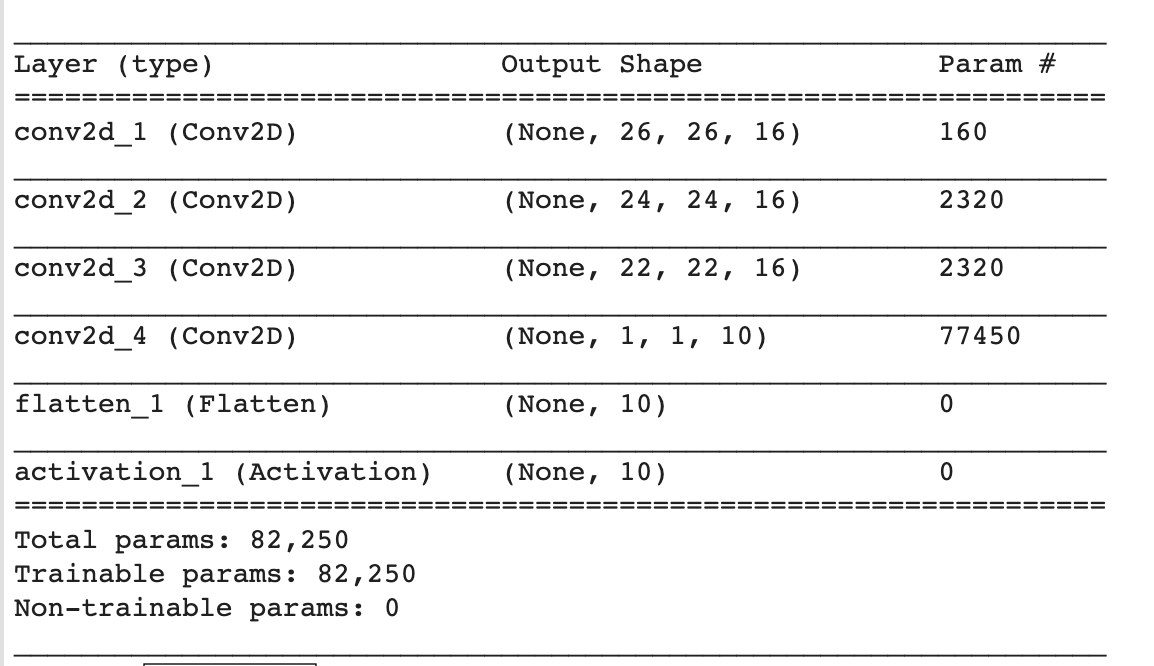 Layer (type) Output Shape Param #
=================================================================
conv2d_1 (Conv2D) (None, 26, 26, 16) 160
conv2d_2 (Conv2D) (None, 24, 24, 16) 2320
conv2d_3 (Conv2D) (None, 22, 22, 16) 2320
conv2d_4 (Conv2D) (None, 1, 1, 10) 77450
flatten_1 (Flatten) (None, 10) 0
activation_1 (Activation) (None, 10) 0
=================================================================
Total params: 82,250
Trainable params: 82,250
Non-trainable params: 0